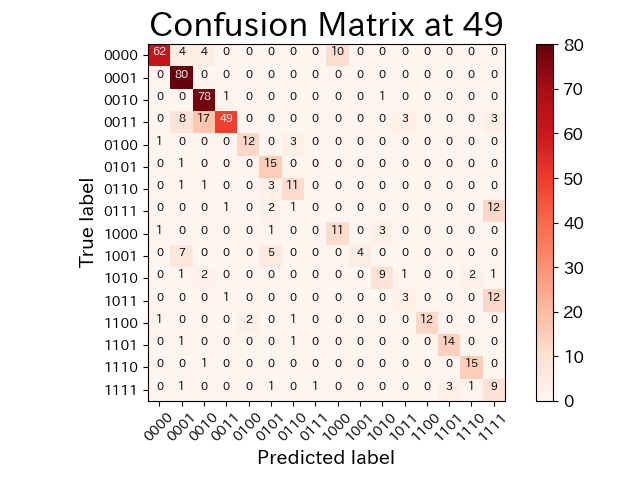 Confusion Matrix at 49
0000 62 4 4 0 0 0 0 0 10 0 0 0 0 0 0 0
0001 0 80 0 0 0 0 0 0 0 0 0 0 0 0 0 0
0010 0 0 78 1 0 0 0 0 0 0 1 0 0 0 0 0
0011 0 8 17 49 0 0 0 0 0 0 0 3 0 0 0 3
0100 1 0 0 0 12 0 3 0 0 0 0 0 0 0 0 0
0101 0 1 0 0 0 15 0 0 0 0 0 0 0 0 0 0
0110 0 1 1 0 0 3 11 0 0 0 0 0 0 0 0 0
0111 0 0 0 1 0 2 1 0 0 0 0 0 0 0 0 12
1000 1 0 0 0 0 1 0 0 11 0 3 0 0 0 0 0
1001 0 7 0 0 0 5 0 0 0 4 0 0 0 0 0 0
1010 0 1 2 0 0 0 0 0 0 0 9 1 0 0 2 1
1011 0 0 0 1 0 0 0 0 0 0 0 3 0 0 0 12
1100 1 0 0 0 2 0 1 0 0 0 0 0 12 0 0 0
1101 0 1 0 0 0 0 1 0 0 0 0 0 0 14 0 0
1110 0 0 1 0 0 0 0 0 0 0 0 0 0 0 15 0
1111 0 1 0 0 0 1 0 1 0 0 0 0 0 3 1 9
0000 0001 0010 0011 0100 0101 0110 0111 1000 1001 1010 1011 1100 1101 1110 1111
Predicted label
True label
80
70
60
50
40
30
20
10
0